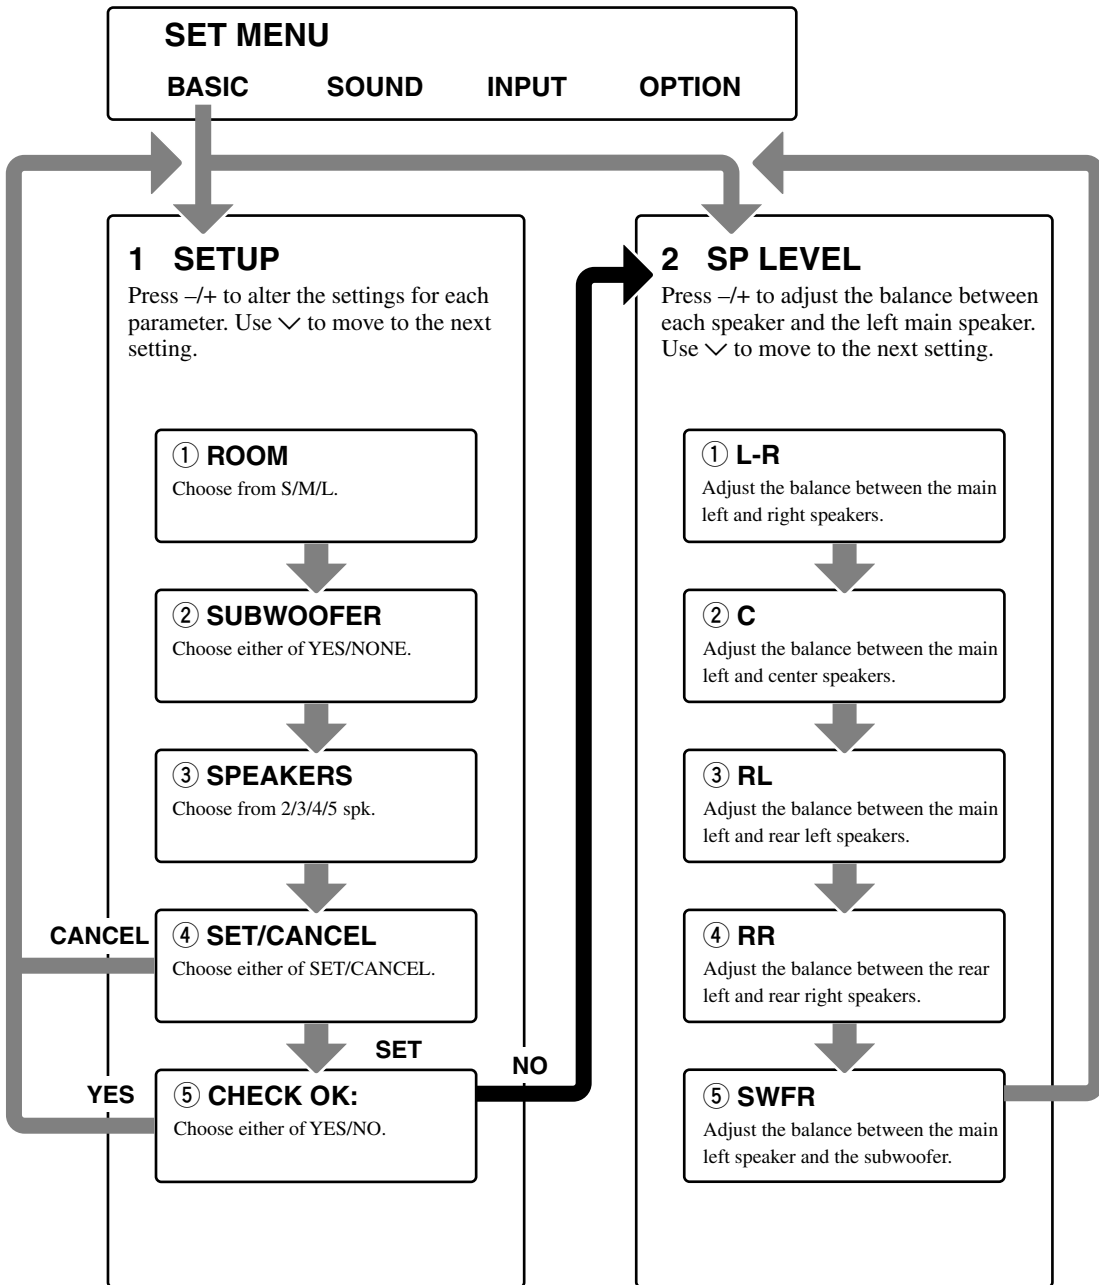 SET MENU
BASIC SOUND INPUT OPTION
1 SETUP
Press –/+ to alter the settings for each
parameter. Use ∨ to move to the next
setting.
① ROOM
Choose from S/M/L.
② SUBWOOFER
Choose either of YES/NONE.
③ SPEAKERS
Choose from 2/3/4/5 spk.
CANCEL
④ SET/CANCEL
Choose either of SET/CANCEL.
SET
NO
YES
⑤ CHECK OK:
Choose either of YES/NO.
2 SP LEVEL
Press –/+ to adjust the balance between
each speaker and the left main speaker.
Use ∨ to move to the next setting.
① L-R
Adjust the balance between the main
left and right speakers.
② C
Adjust the balance between the main
left and center speakers.
③ RL
Adjust the balance between the main
left and rear left speakers.
④ RR
Adjust the balance between the rear
left and rear right speakers.
⑤ SWFR
Adjust the balance between the main
left speaker and the subwoofer.